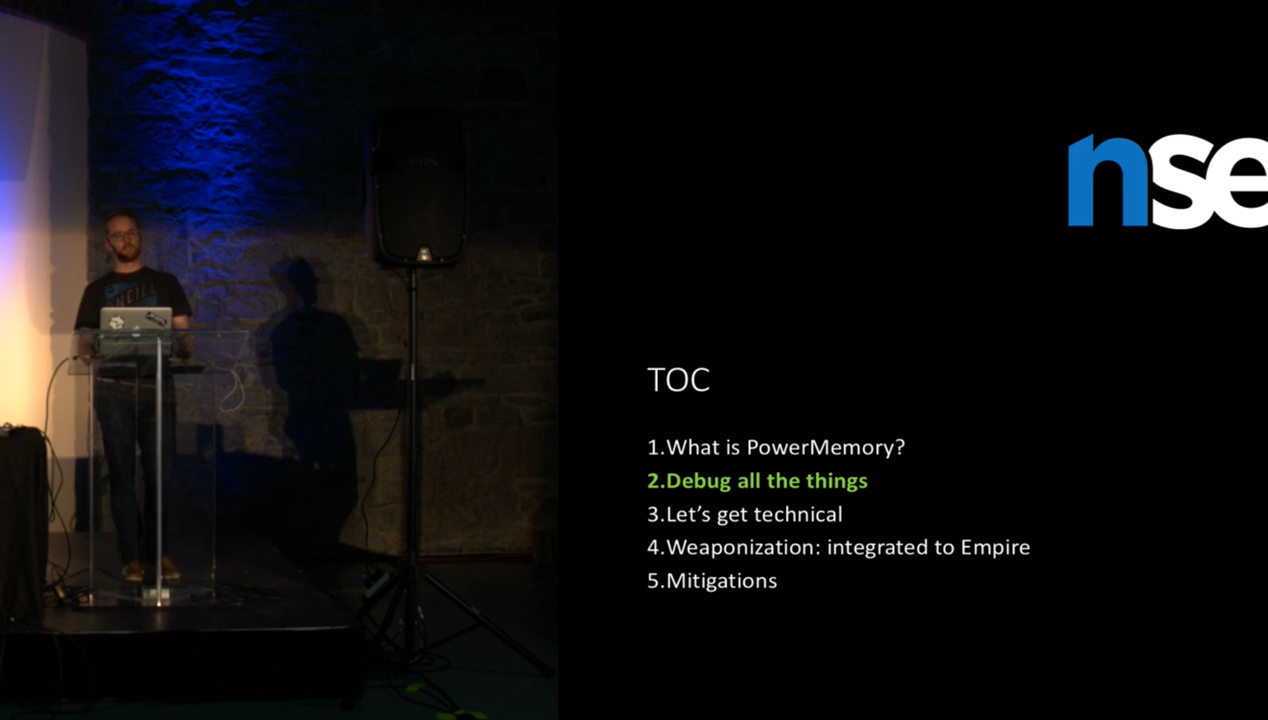 nse
TOC
1.What is PowerMemory?
2.Debug all the things
3.Let's get technical
4.Weaponization: integrated to Empire
5.Mitigations